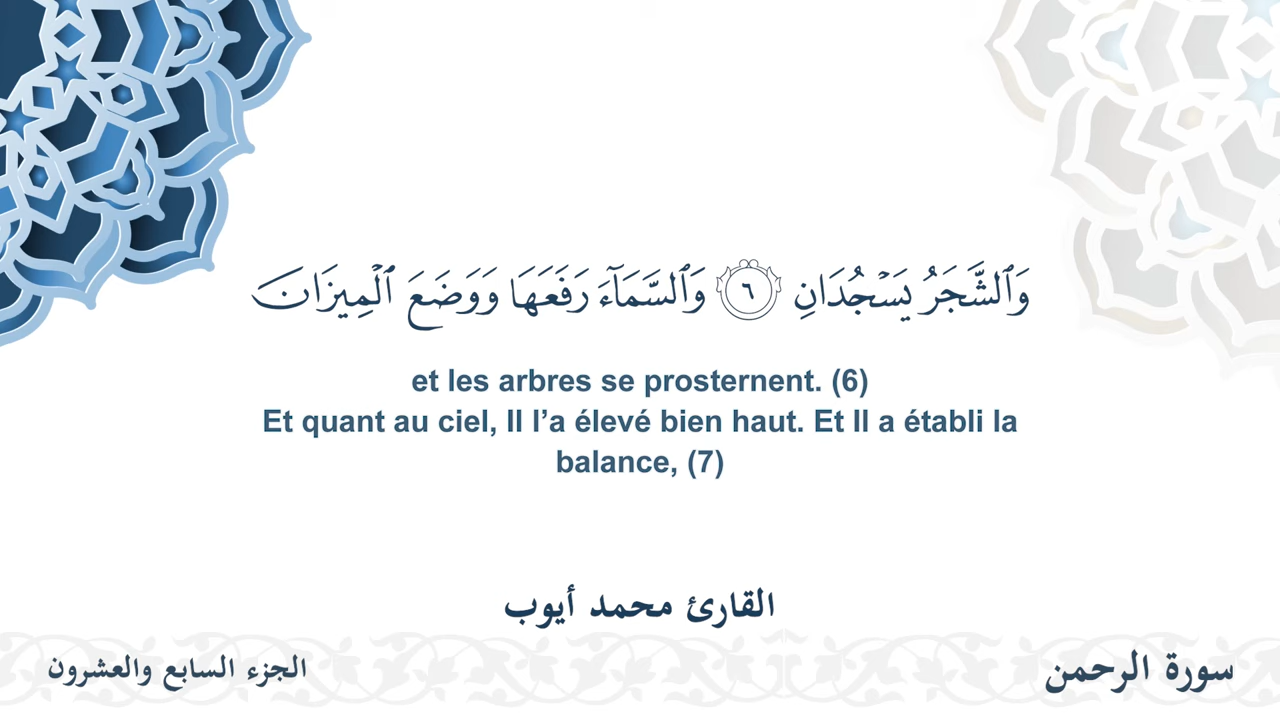 وَٱلشَّجَرُ يَسۡجُدَانِ ٦ وَٱلسَّمَآءَ رَفَعَهَا وَوَضَعَ ٱلۡمِيزَانَ
et les arbres se prosternent. (6)
Et quant au ciel, Il l’a élevé bien haut. Et Il a établi la
balance, (7)
القارئ محمد أيوب
سورة الرحمن
الجزء السابع والعشرون